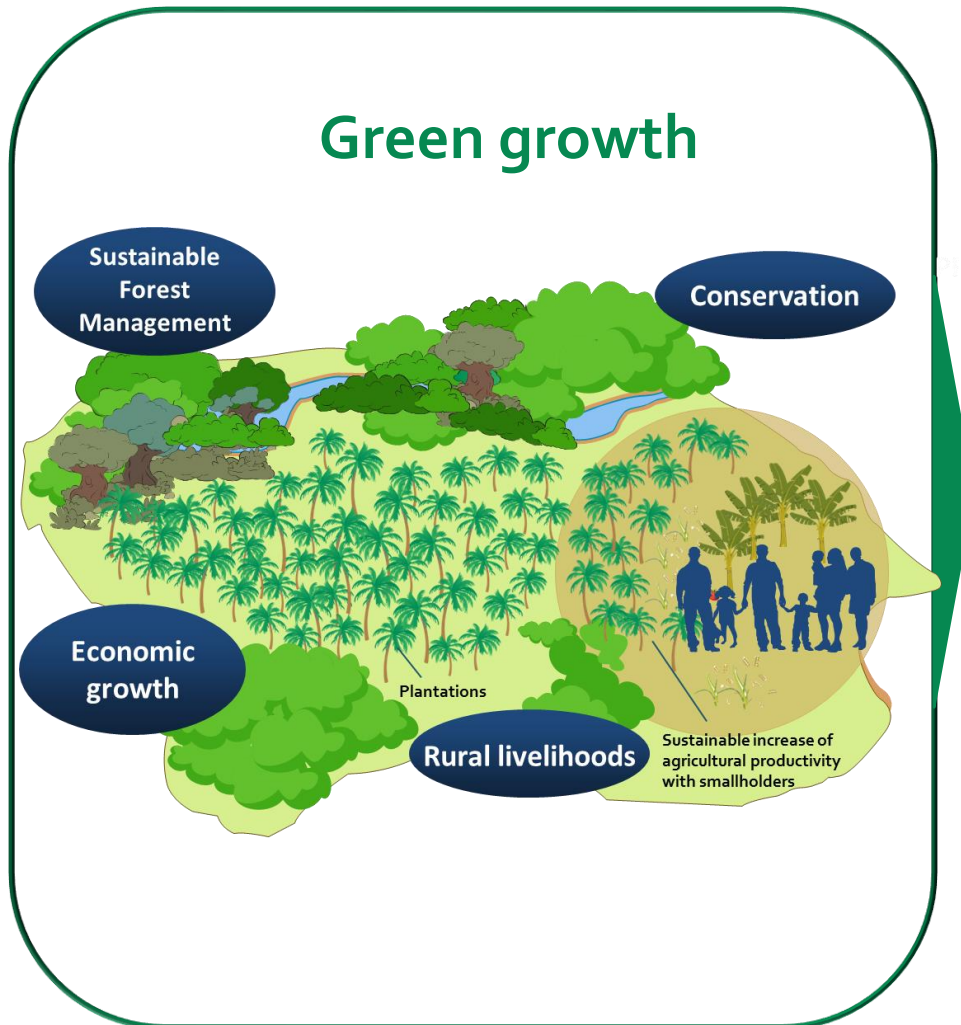 Green growth
Sustainable
Forest
Management
Conservation
Economic
growth
Plantations
Rural livelihoods
Sustainable increase of
agricultural productivity
with smallholders